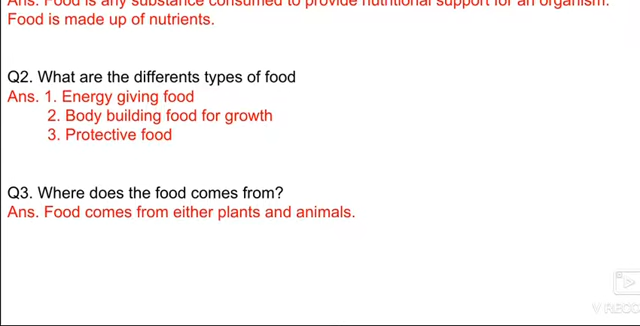 Ans. Food is any substance consumed to provide nutritional support for an organism.
Food is made up of nutrients.
Q2. What are the differents types of food
Ans. 1. Energy giving food
2. Body building food for growth
3. Protective food
Q3. Where does the food comes from?
Ans. Food comes from either plants and animals.